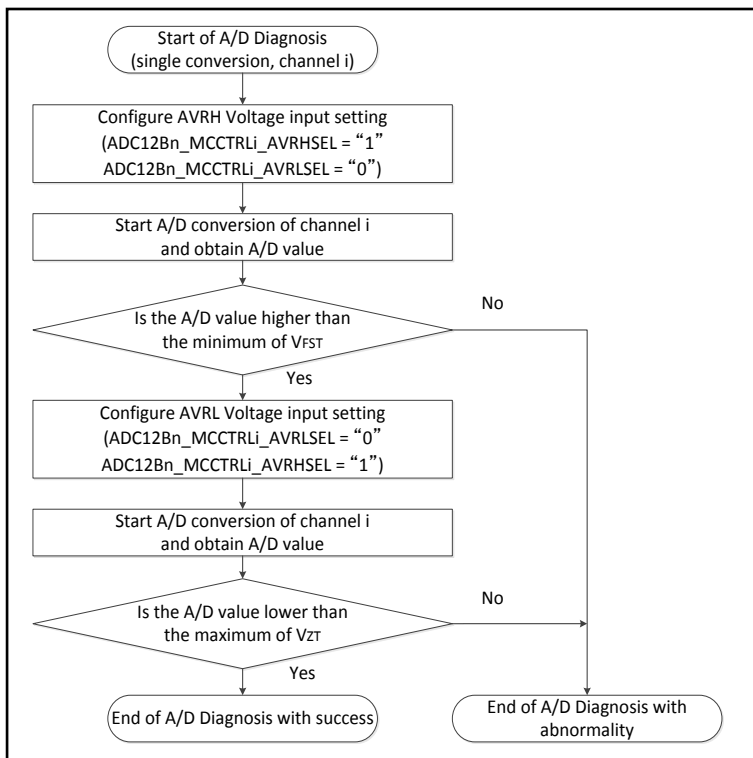 Start of A/D Diagnosis
(single conversion, channel i)
Configure AVRH Voltage input setting
(ADC12Bn_MCCTRLi_AVRHSEL = “1”
ADC12Bn_MCCTRLi_AVRLSEL = “0”)
Start A/D conversion of channel i
and obtain A/D value
Is the A/D value higher than
the minimum of VFST
No
Yes
Configure AVRL Voltage input setting
(ADC12Bn_MCCTRLi_AVRLSEL = “0”
ADC12Bn_MCCTRLi_AVRHSEL = “1”)
Start A/D conversion of channel i
and obtain A/D value
Is the A/D value lower than
the maximum of VZT
No
Yes
End of A/D Diagnosis with success
End of A/D Diagnosis with
abnormality